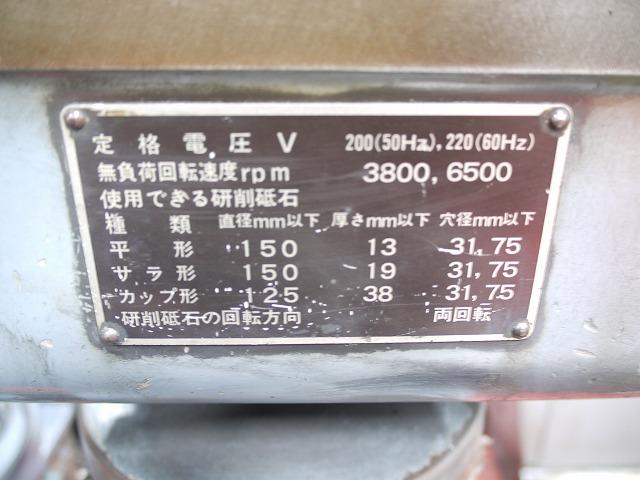 定格電圧 V 200(50Hz), 220(60Hz)
無負荷回転速度rpm 3800, 6500
使用できる研削砥石
種類 直径mm以下 厚さmm以下 穴径mm以下
平形 150 13 31,75
サラ形 150 19 31,75
カップ形 125 38 31,75
研削砥石の回転方向 両回転